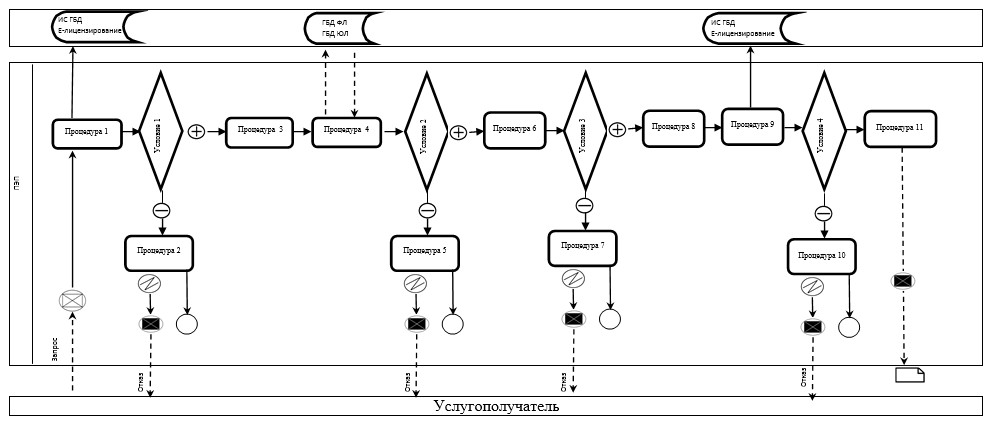 ИС ГБД
Е-лицензирование
ГБД ФЛ
ГБД ЮЛ
ИС ГБД
Е-лицензирование
ПЭП
Процедура 1
Условие 1
Процедура 3
Процедура 4
Условие 2
Процедура 6
Условие 3
Процедура 8
Процедура 9
Условие 4
Процедура 11
Процедура 2
Процедура 5
Процедура 7
Процедура 10
Запрос
Отказ
Отказ
Отказ
Отказ
Услугополучатель